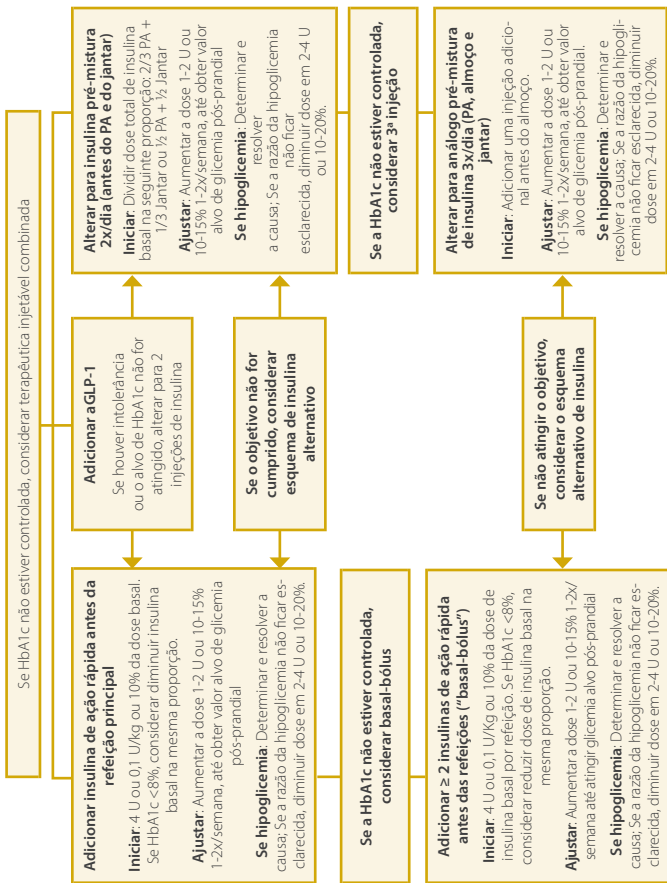 Se HbA1c não estiver controlada, considerar terapêutica injetável combinada
Adicionar insulina de ação rápida antes da
refeição principal
Iniciar: 4 U ou 0,1 U/kg ou 10% da dose basal.
Se HbA1c <8%, considerar diminuir insulina
basal na mesma proporção.
Ajustar: Aumentar a dose 1-2 U ou 10-15%
1-2x/semana, até obter valor alvo de glicemia
pós-prandial
Se hipoglicemia: Determinar e resolver a
causa; Se a razão da hipoglicemia não ficar es-
clarecida, diminuir dose em 2-4 U ou 10-20%.
Adicionar aGLP-1
Se houver intolerância
ou o alvo de HbA1c não for
atingido, alterar para 2
injeções de insulina
Alterar para insulina pré-mistura
2x/dia (antes do PA e do jantar)
Iniciar: Dividir dose total de insulina
basal na seguinte proporção: 2/3 PA +
1/3 Jantar ou ½ PA + ½ Jantar
Ajustar: Aumentar a dose 1-2 U ou
10-15% 1-2x/semana, até obter valor
alvo de glicemia pós-prandial
Se hipoglicemia: Determinar e
resolver
a causa; Se a razão da hipoglicemia
não ficar
esclarecida, diminuir dose em 2-4 U
ou 10-20%.
Se o objetivo não for
cumprido, considerar
esquema de insulina
alternativo
Se a HbA1c não estiver controlada,
considerar basal-bólus
Se a HbA1c não estiver controlada,
considerar 3ª injeção
Adicionar ≥ 2 insulinas de ação rápida
antes das refeições (“basal-bólus”)
Iniciar: 4 U ou 0,1 U/Kg ou 10% da dose de
insulina basal por refeição. Se HbA1c <8%,
considerar reduzir dose de insulina basal na
mesma proporção.
Ajustar: Aumentar a dose 1-2 U ou 10-15% 1-2x/
semana até atingir glicemia alvo pós-prandial
Se hipoglicemia: Determinar e resolver a
causa; Se a razão da hipoglicemia não ficar es-
clarecida, diminuir dose em 2-4 U ou 10-20%.
Se não atingir o objetivo,
considerar o esquema
alternativo de insulina
Alterar para análogo pré-mistura
de insulina 3x/dia (PA, almoço e
jantar)
Iniciar: Adicionar uma injeção adicio-
nal antes do almoço.
Ajustar: Aumentar a dose 1-2 U ou
10-15% 1-2x/semana, até obter valor
alvo de glicemia pós-prandial.
Se hipoglicemia: Determinar e
resolver a causa; Se a razão da hipogli-
cemia não ficar esclarecida, diminuir
dose em 2-4 U ou 10-20%.